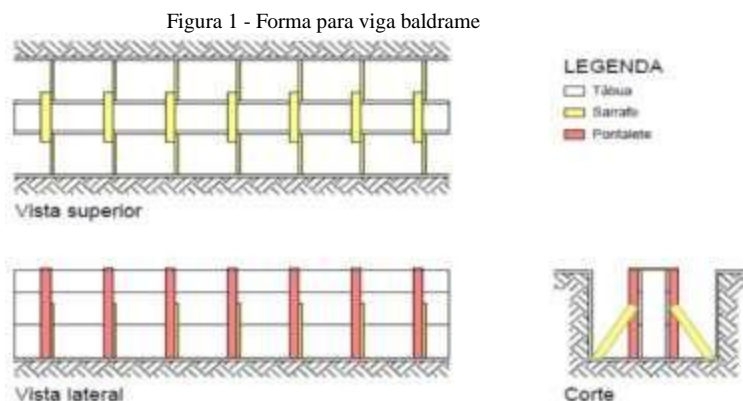 Figura 1 - Forma para viga baldrame
LEGENDA
Tábua
Sarrafo
Pontalete
Vista superior
Vista lateral
Corte